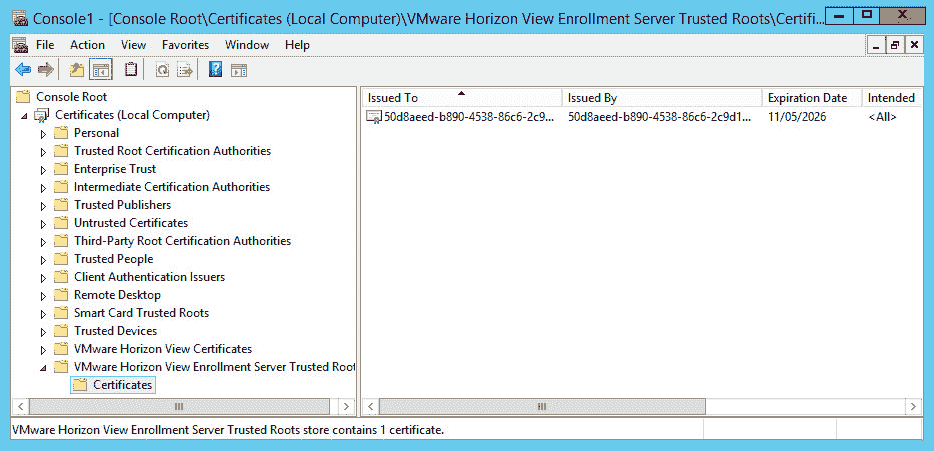 Console1 - [Console Root\Certificates (Local Computer)\VMware Horizon View Enrollment Server Trusted Roots\Certifi...
File Action View Favorites Window Help
Console Root
Certificates (Local Computer)
Personal
Trusted Root Certification Authorities
Enterprise Trust
Intermediate Certification Authorities
Trusted Publishers
Untrusted Certificates
Third-Party Root Certification Authorities
Trusted People
Client Authentication Issuers
Remote Desktop
Smart Card Trusted Roots
Trusted Devices
VMware Horizon View Certificates
VMware Horizon View Enrollment Server Trusted Root
Certificates
Issued To Issued By Expiration Date Intended
50d8aeed-b890-4538-86c6-2c9... 50d8aeed-b890-4538-86c6-2c9d1... 11/05/2026 <All>
VMware Horizon View Enrollment Server Trusted Roots store contains 1 certificate.